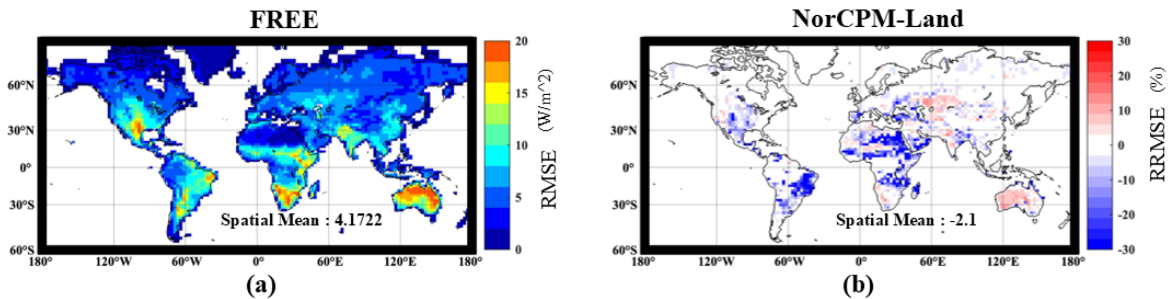 FREE
NorCPM-Land
60°N
30°N
0°
30°S
60°S
180°
120°W
60°W
0°
60°E
120°E
180°
Spatial Mean : 4.1722
20
15
10
5
0
RMSE (W/m^2)
(a)
60°N
30°N
0°
30°S
60°S
180°
120°W
60°W
0°
60°E
120°E
180°
Spatial Mean : -2.1
30
20
10
0
-10
-20
-30
RRMSE (%)
(b)